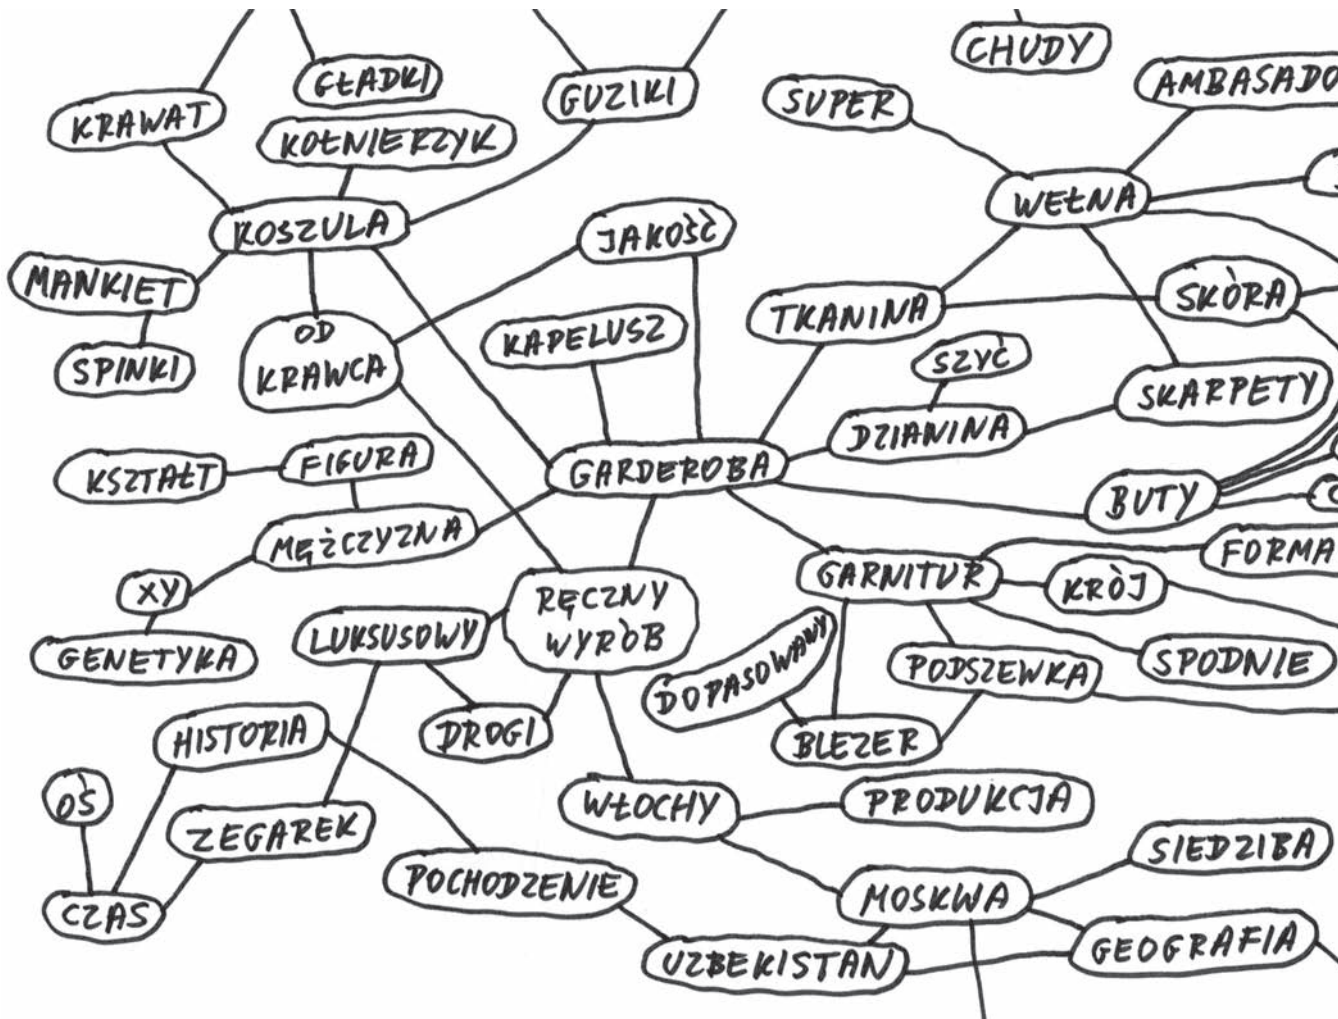 CHUDY
GŁADKI
AMBASADO
KRAWAT
GUZIKI
SUPER
KOŁNIERZYK
WEŁNA
KOSZULA
JAKOŚĆ
MANKIET
SKÓRA
TKANINA
OD
KRAWCA
KAPELUSZ
SZYĆ
SPINKI
SKARPETY
DZIANINA
KSZTAŁT
FIGURA
GARDEROBA
BUTY
MĘŻCZYZNA
FORMA
GARNITUR
KRÓJ
XY
RĘCZNY
WYRÓB
LUKSUSOWY
GENETYKA
DOPASOWANY
PODSZEWKA
SPODNIE
HISTORIA
DROGI
BLEZER
OŚ
WŁOCHY
PRODUKCJA
ZEGAREK
SIEDZIBA
POCHODZENIE
MOSKWA
CZAS
GEOGRAFIA
UZBEKISTAN